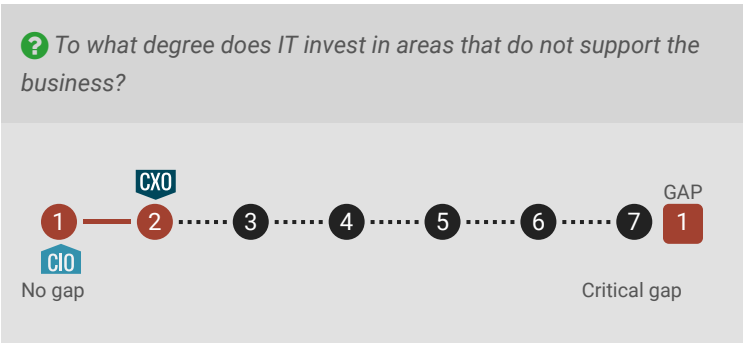 ? To what degree does IT invest in areas that do not support the
business?
CXO
GAP
1 2 3 4 5 6 7 1
CIO
No gap Critical gap